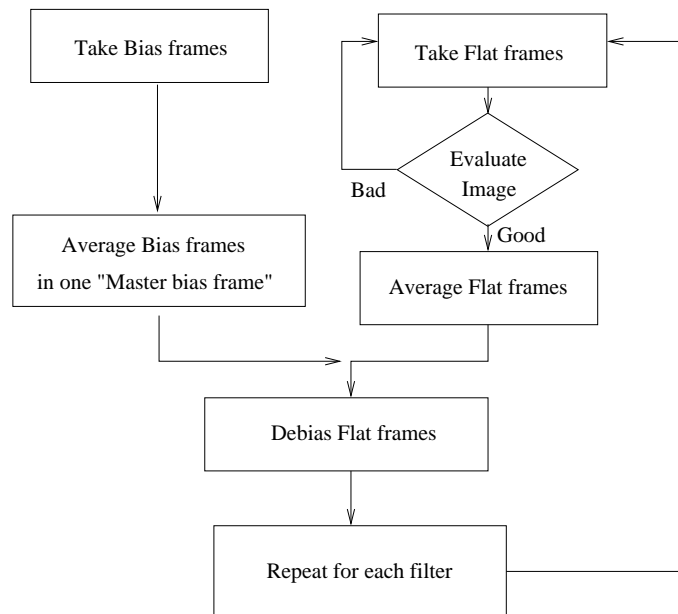 Take Bias frames
Take Flat frames
Evaluate
Image
Bad
Good
Average Bias frames
in one "Master bias frame"
Average Flat frames
Debias Flat frames
Repeat for each filter